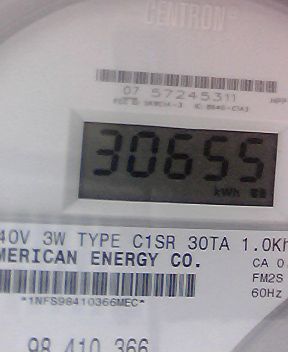 CENTRON®
07 57245311
30655
kWh
40V 3W TYPE C1SR 30TA 1.0Kh
MERICAN ENERGY CO.
CA 0.
FM2S
60Hz
*1NFS98410366MEC*
98 410 366